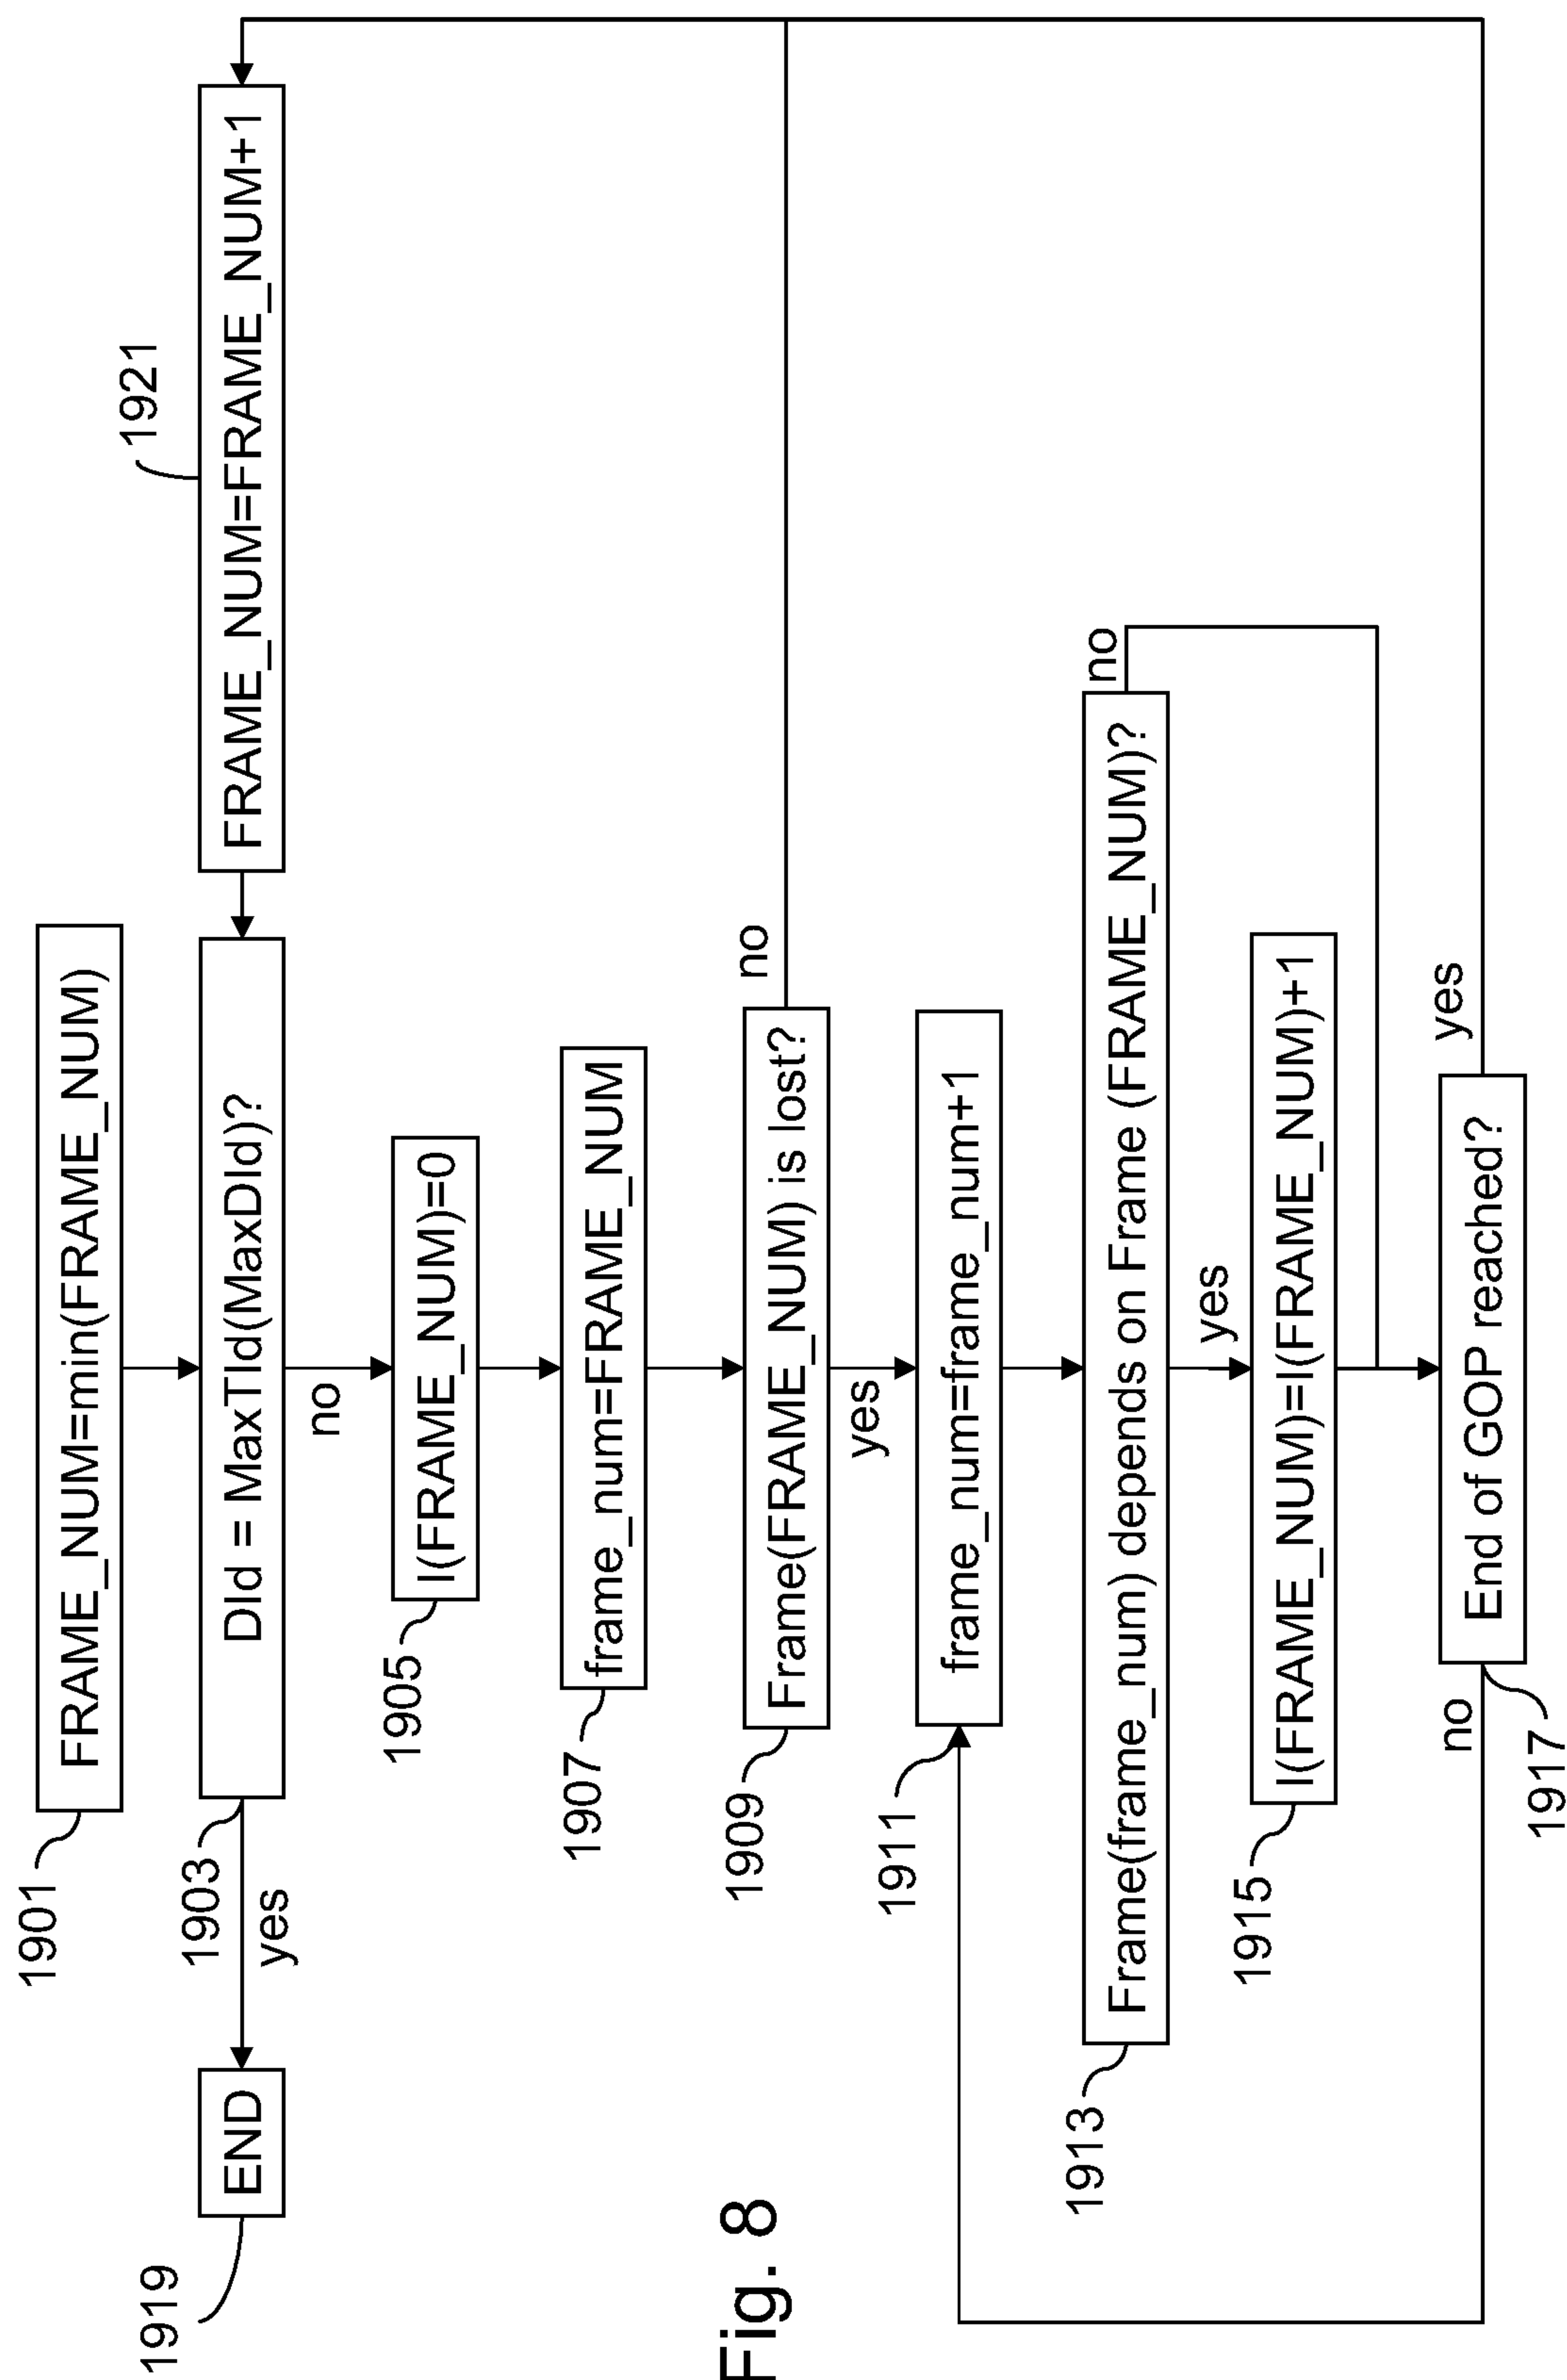 1901
FRAME_NUM=min(FRAME_NUM)
1919
END
yes
1903
DId = MaxTId(MaxDId)?
FRAME_NUM=FRAME_NUM+1
1921
no
1905
I(FRAME_NUM)=0
1907
frame_num=FRAME_NUM
1909
Frame(FRAME_NUM) is lost?
no
yes
1911
frame_num=frame_num+1
1913
Frame(frame_num) depends on Frame (FRAME_NUM)?
no
yes
1915
I(FRAME_NUM)=I(FRAME_NUM)+1
no
End of GOP reached?
yes
1917
Fig. 8